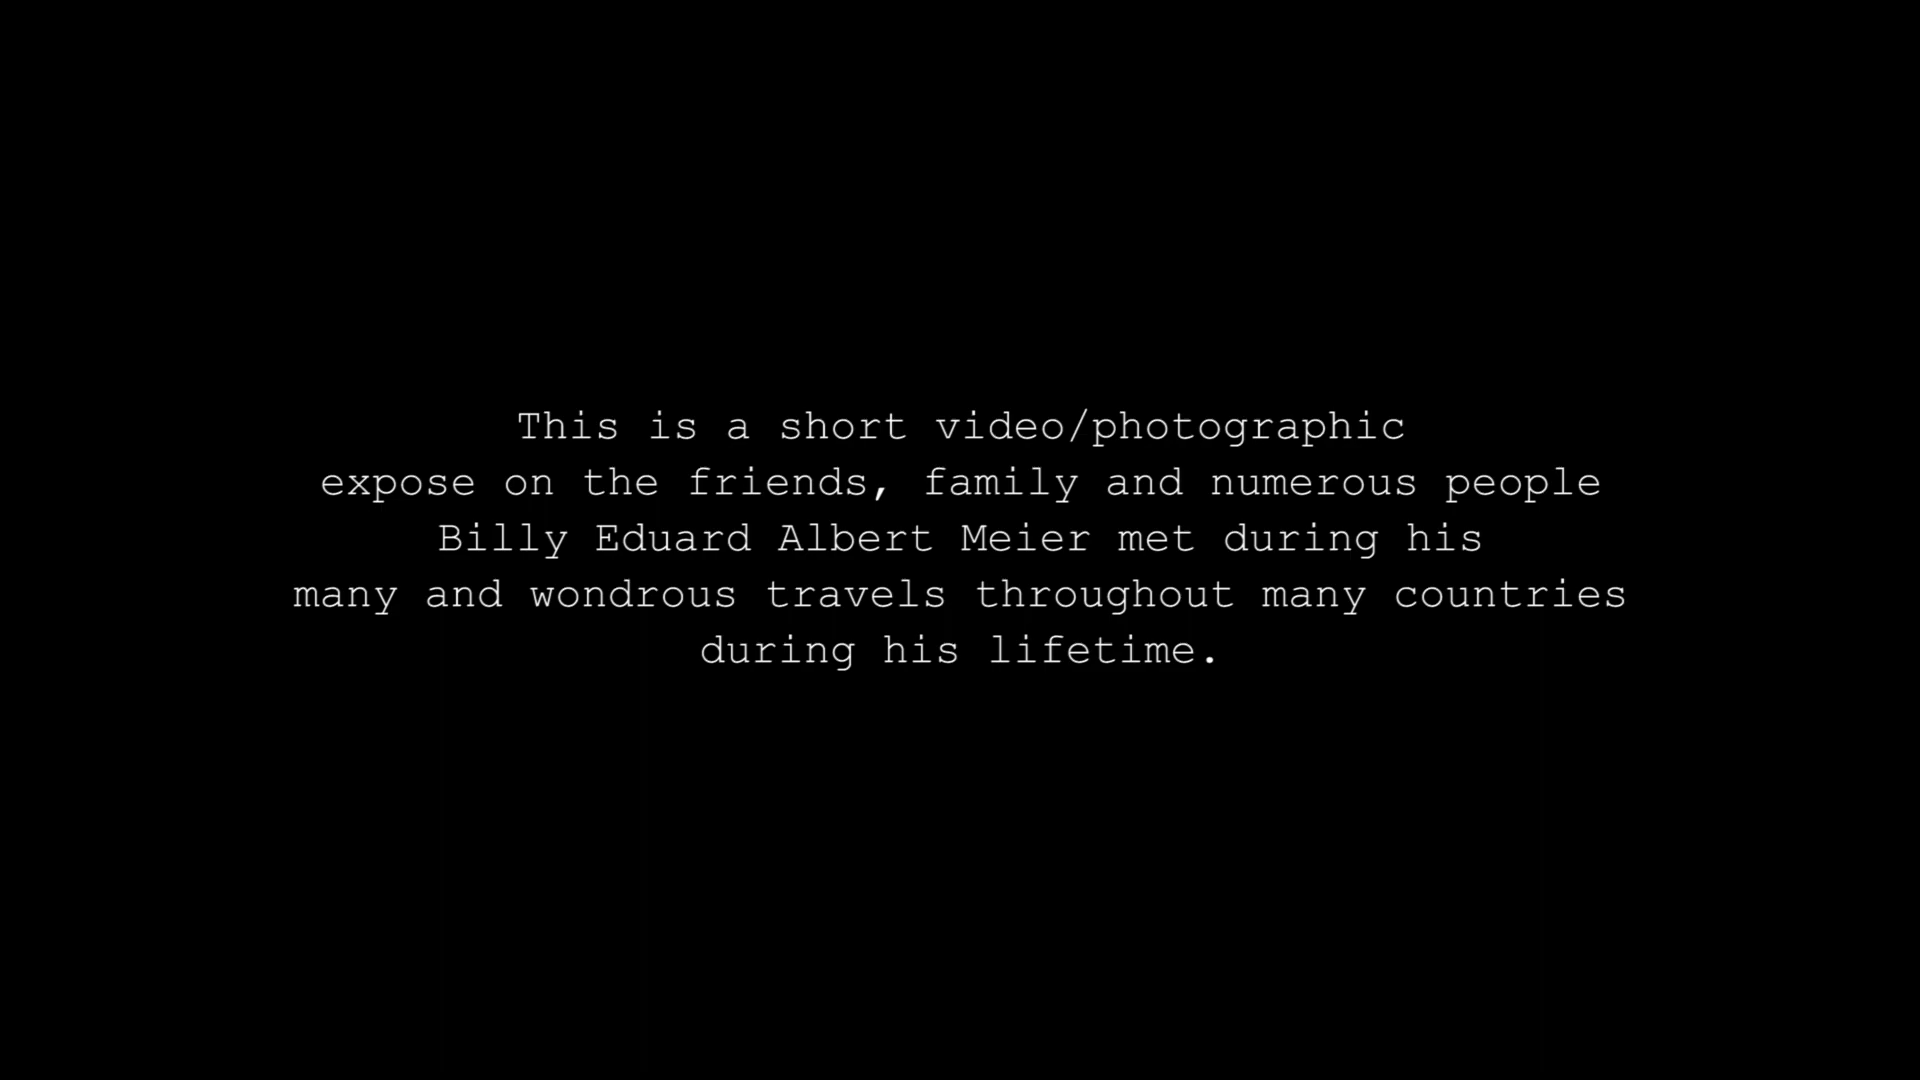 This is a short video/photographic
expose on the friends, family and numerous people
Billy Eduard Albert Meier met during his
many and wondrous travels throughout many countries
during his lifetime.